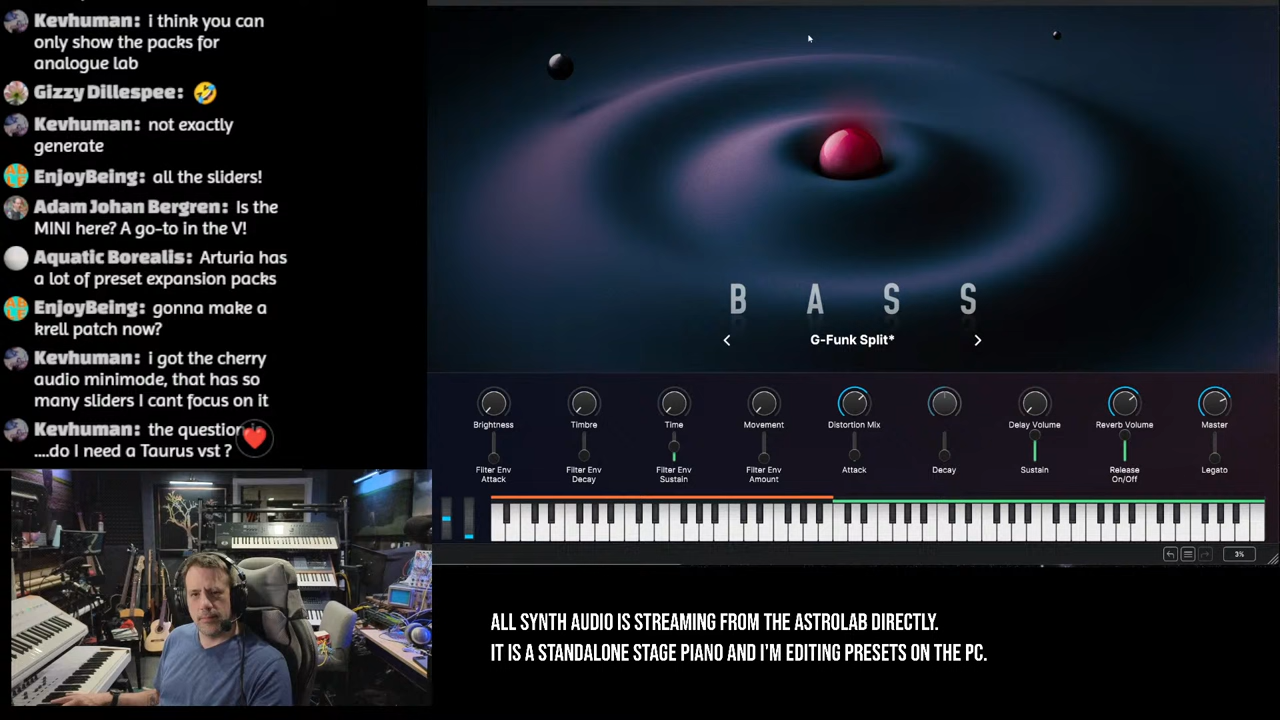 Kevhuman: i think you can
only show the packs for
analogue lab
Gizzy Dillespee: 🤣
Kevhuman: not exactly
generate
EnjoyBeing: all the sliders!
Adam Johan Bergren: Is the
MINI here? A go-to in the V!
Aquatic Borealis: Arturia has
a lot of preset expansion packs
EnjoyBeing: gonna make a
krell patch now?
Kevhuman: i got the cherry
audio minimode, that has so
many sliders I cant focus on it
Kevhuman: the question
....do I need a Taurus vst ?
BASS
G-Funk Split*
Brightness
Timbre
Time
Movement
Distortion Mix
Delay Volume
Reverb Volume
Master
Filter Env
Attack
Filter Env
Decay
Filter Env
Sustain
Filter Env
Amount
Attack
Decay
Sustain
Release
On/Off
Legato
3%
ALL SYNTH AUDIO IS STREAMING FROM THE ASTROLAB DIRECTLY.
IT IS A STANDALONE STAGE PIANO AND I'M EDITING PRESETS ON THE PC.